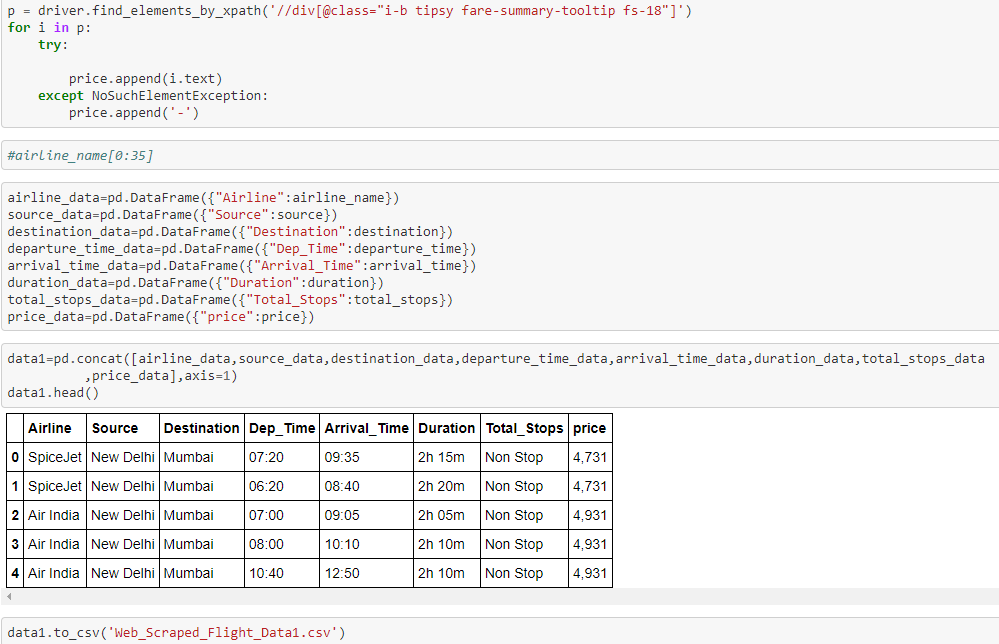 p = driver.find_elements_by_xpath('//div[@class="i-b tipsy fare-summary-tooltip fs-18"]')
for i in p:
    try:
        price.append(i.text)
    except NoSuchElementException:
        price.append('-')
#airline_name[0:35]
airline_data=pd.DataFrame({"Airline":airline_name})
source_data=pd.DataFrame({"Source":source})
destination_data=pd.DataFrame({"Destination":destination})
departure_time_data=pd.DataFrame({"Dep_Time":departure_time})
arrival_time_data=pd.DataFrame({"Arrival_Time":arrival_time})
duration_data=pd.DataFrame({"Duration":duration})
total_stops_data=pd.DataFrame({"Total_Stops":total_stops})
price_data=pd.DataFrame({"price":price})
data1=pd.concat([airline_data,source_data,destination_data,departure_time_data,arrival_time_data,duration_data,total_stops_data
          ,price_data],axis=1)
data1.head()
Airline Source Destination Dep_Time Arrival_Time Duration Total_Stops price
0 SpiceJet New Delhi Mumbai 07:20 09:35 2h 15m Non Stop 4,731
1 SpiceJet New Delhi Mumbai 06:20 08:40 2h 20m Non Stop 4,731
2 Air India New Delhi Mumbai 07:00 09:05 2h 05m Non Stop 4,931
3 Air India New Delhi Mumbai 08:00 10:10 2h 10m Non Stop 4,931
4 Air India New Delhi Mumbai 10:40 12:50 2h 10m Non Stop 4,931
data1.to_csv('Web_Scraped_Flight_Data1.csv')